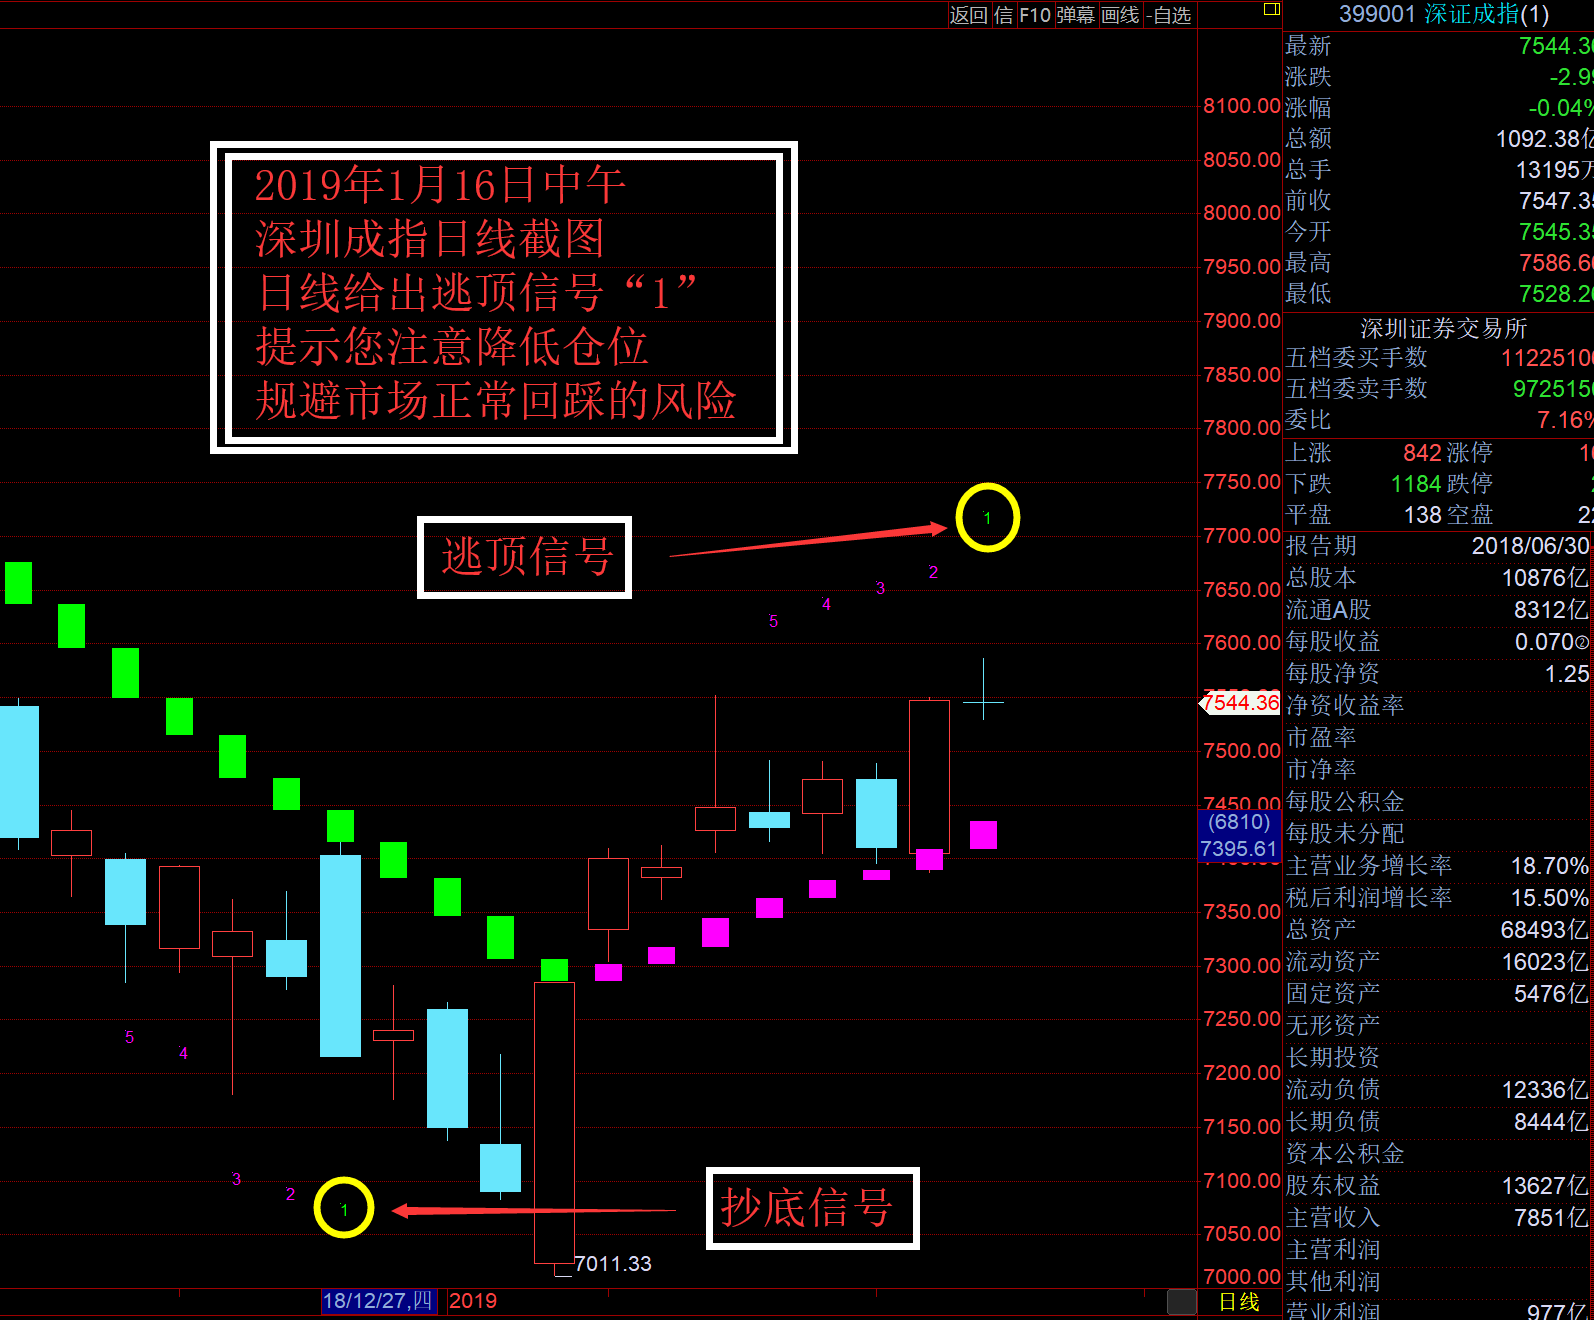 返回 信 F10 弹幕 画线 -自选
399001 深证成指(1)
最新 7544.36
涨跌 -2.99
涨幅 -0.04%
总额 1092.38亿
总手 13195万
前收 7547.35
今开 7545.35
最高 7586.6
最低 7528.2
深圳证券交易所
五档委买手数 1122510
五档委卖手数 972515
委比 7.16%
上涨 842 涨停
下跌 1184 跌停
平盘 138 空盘
报告期 2018/06/30
总股本 10876亿
流通A股 8312亿
每股收益 0.070②
每股净资 1.25
净资收益率
市盈率
市净率
每股公积金
每股未分配
主营业务增长率 18.70%
税后利润增长率 15.50%
总资产 68493亿
流动资产 16023亿
固定资产 5476亿
无形资产
长期投资
流动负债 12336亿
长期负债 8444亿
资本公积金
股东权益 13627亿
主营收入 7851亿
主营利润
其他利润
营业利润 977亿
2019年1月16日中午
深圳成指日线截图
日线给出逃顶信号“1”
提示您注意降低仓位
规避市场正常回踩的风险
逃顶信号
1
2
3
4
5
5
4
3
2
1
抄底信号
7011.33
8100.00
8050.00
8000.00
7950.00
7900.00
7850.00
7800.00
7750.00
7700.00
7650.00
7600.00
7544.36
7500.00
7450.00
(6810)
7395.61
7350.00
7300.00
7250.00
7200.00
7150.00
7100.00
7050.00
7000.00
18/12/27,四 2019 日线